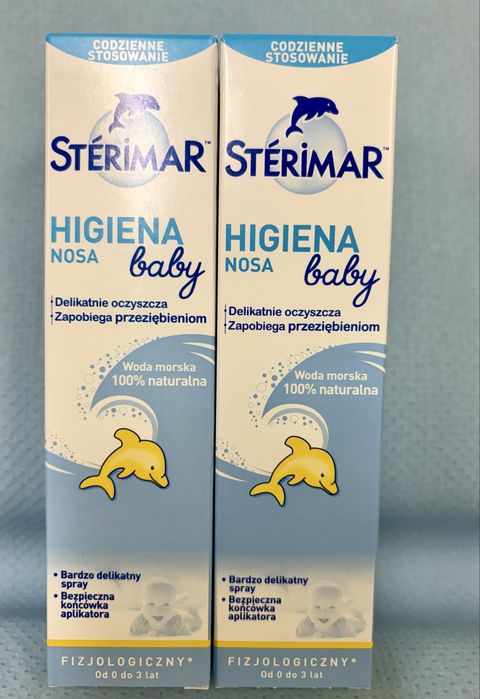 CODZIENNE
STOSOWANIE
STÉRIMAR™
HIGIENA
NOSA
baby
Delikatnie oczyszcza
Zapobiega przeziębieniom
Woda morska
100% naturalna
• Bardzo delikatny
spray
• Bezpieczna
końcówka
aplikatora
FIZJOLOGICZNY*
Od 0 do 3 lat
CODZIENNE
STOSOWANIE
STÉRIMAR™
HIGIENA
NOSA
baby
Delikatnie oczyszcza
Zapobiega przeziębieniom
Woda morska
100% naturalna
• Bardzo delikatny
spray
• Bezpieczna
końcówka
aplikatora
FIZJOLOGICZNY*
Od 0 do 3 lat